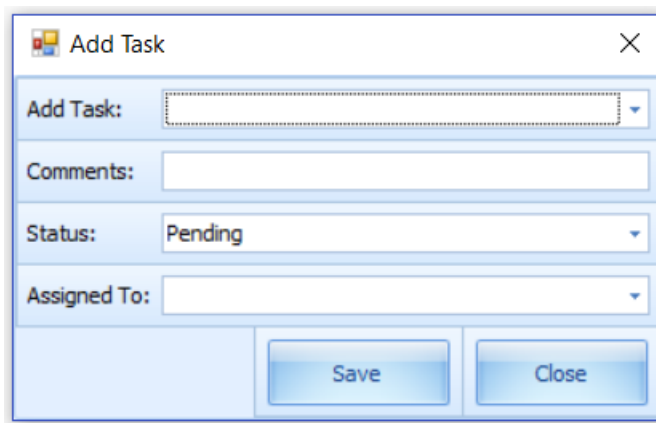 Add Task
Add Task:
Comments:
Status: Pending
Assigned To:
Save Close